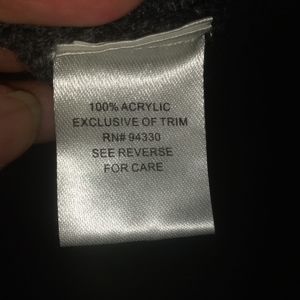 100% ACRYLIC
EXCLUSIVE OF TRIM
RN# 94330
SEE REVERSE
FOR CARE